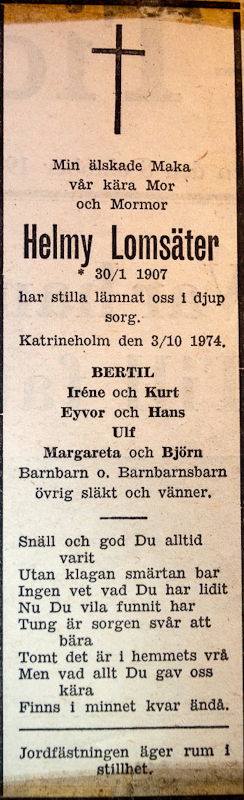 Min älskade Maka
vår kära Mor
och Mormor
Helmy Lomsäter
* 30/1 1907
har stilla lämnat oss i djup
sorg.
Katrineholm den 3/10 1974.
BERTIL
Iréne och Kurt
Eyvor och Hans
Ulf
Margareta och Björn
Barnbarn o. Barnbarnsbarn
övrig släkt och vänner.
Snäll och god Du alltid
varit
Utan klagan smärtan bar
Ingen vet vad Du har lidit
Nu Du vila funnit har
Tung är sorgen svår att
bära
Tomt det är i hemmets vrå
Men vad allt Du gav oss
kära
Finns i minnet kvar ändå.
Jordfästningen äger rum i
stillhet.